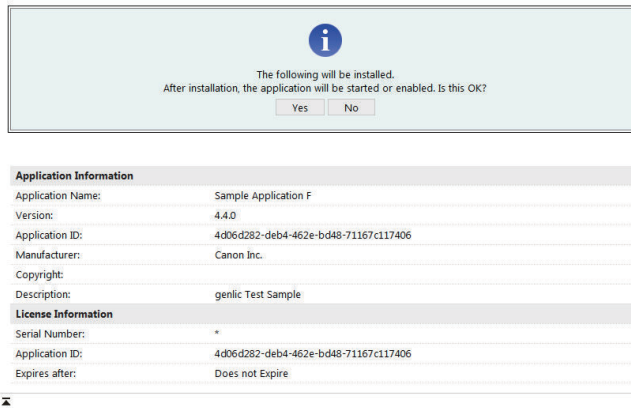 The following will be installed.
After installation, the application will be started or enabled. Is this OK?
Yes No
Application Information
Application Name: Sample Application F
Version: 4.4.0
Application ID: 4d06d282-deb4-462e-bd48-71167c117406
Manufacturer: Canon Inc.
Copyright:
Description: genlic Test Sample
License Information
Serial Number: *
Application ID: 4d06d282-deb4-462e-bd48-71167c117406
Expires after: Does not Expire